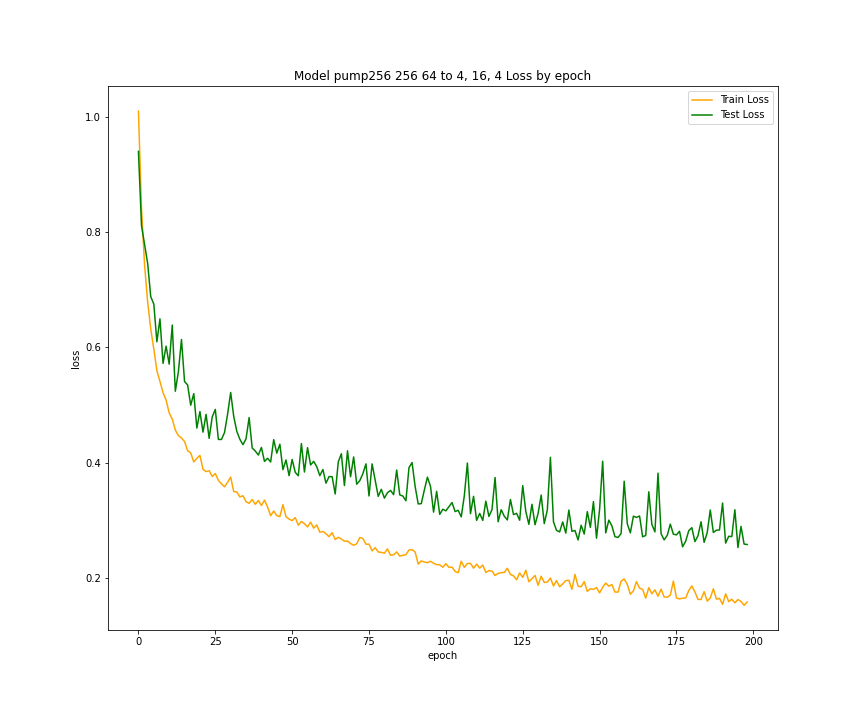 Model pump256 256 64 to 4, 16, 4 Loss by epoch
Train Loss
Test Loss
1.0
0.8
0.6
0.4
0.2
loss
0 25 50 75 100 125 150 175 200
epoch